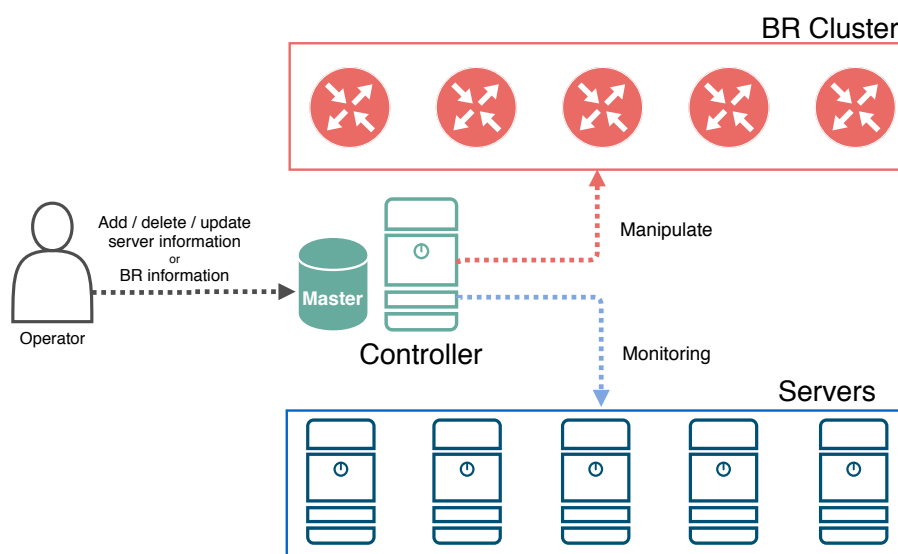 BR Cluster
Add / delete / update
server information
or
BR information
Manipulate
Master
Operator
Controller
Monitoring
Servers